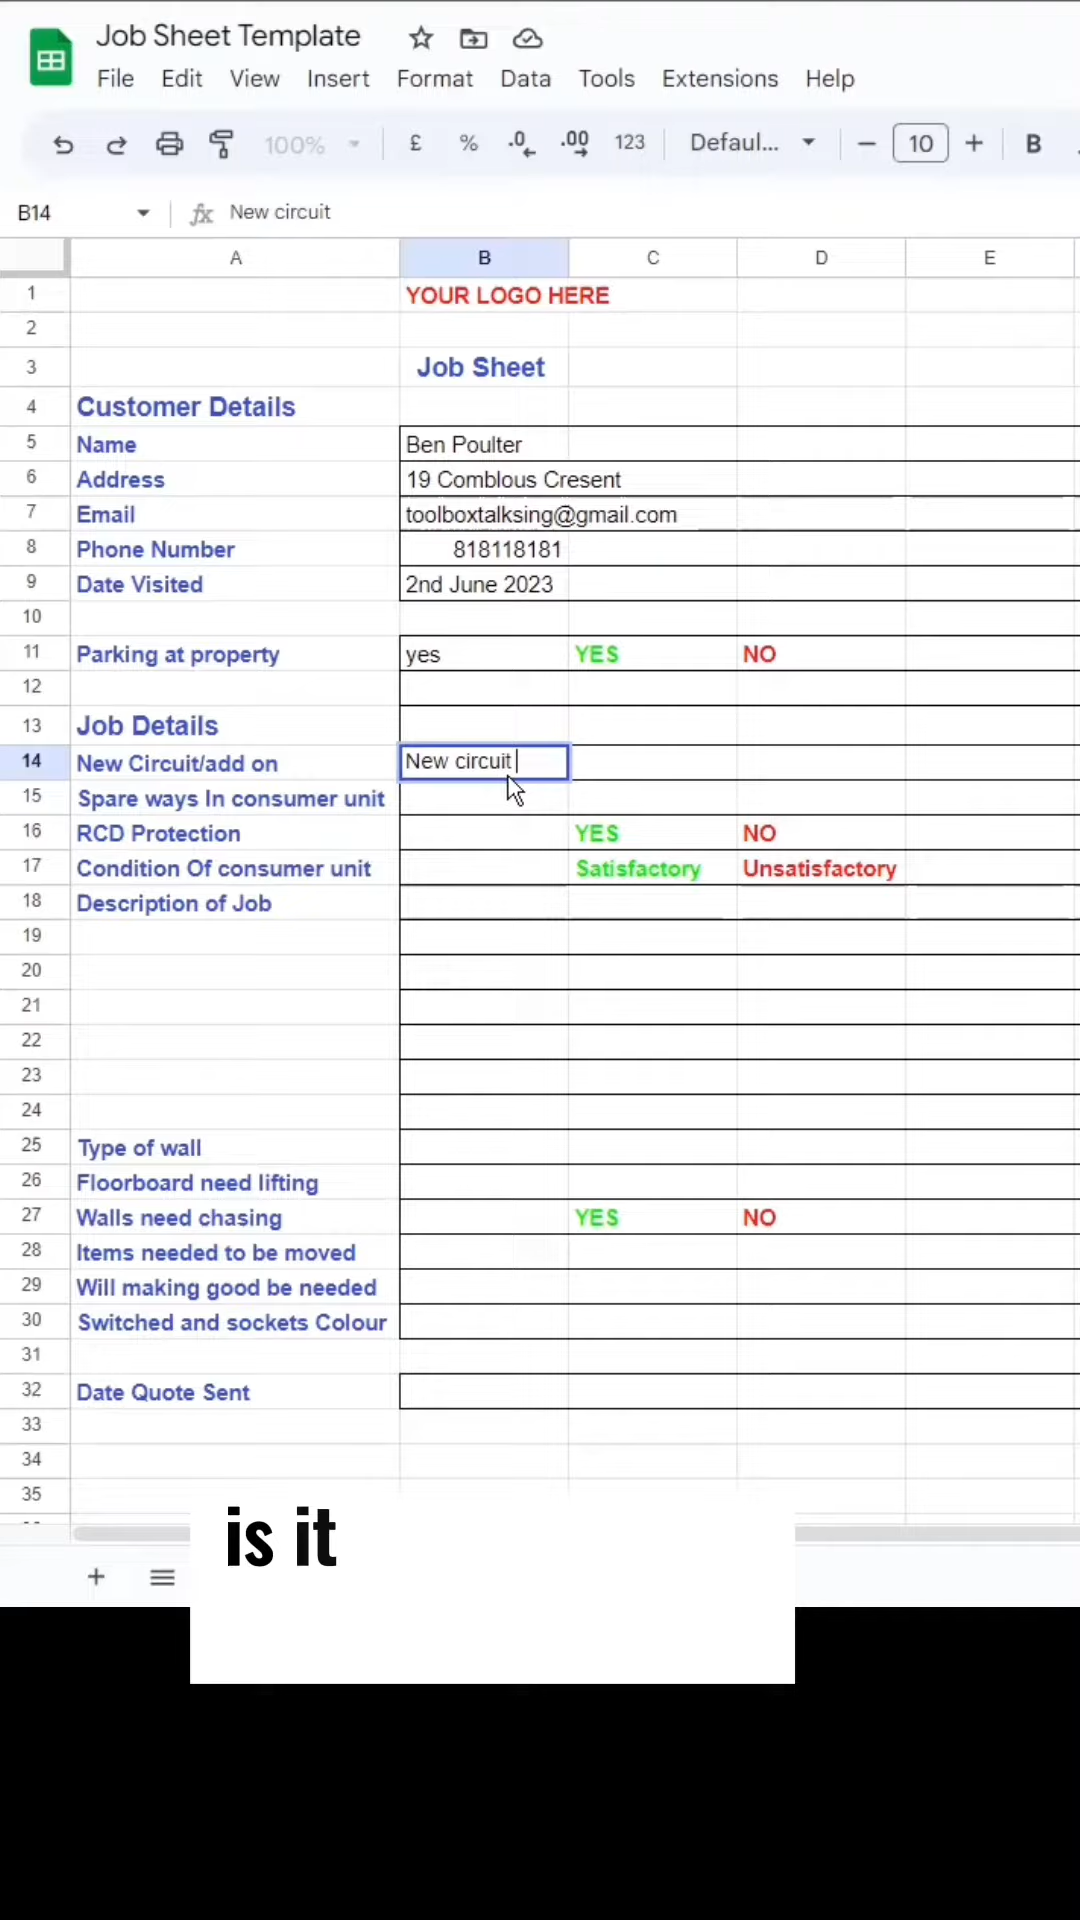 Job Sheet Template
File Edit View Insert Format Data Tools Extensions Help
100% £ % .0 .00 123 Defaul... − 10 + B
B14 fx New circuit
A B C D E
1 YOUR LOGO HERE
2
3 Job Sheet
4 Customer Details
5 Name Ben Poulter
6 Address 19 Comblous Cresent
7 Email toolboxtalksing@gmail.com
8 Phone Number 818118181
9 Date Visited 2nd June 2023
10
11 Parking at property yes YES NO
12
13 Job Details
14 New Circuit/add on New circuit
15 Spare ways In consumer unit
16 RCD Protection YES NO
17 Condition Of consumer unit Satisfactory Unsatisfactory
18 Description of Job
19
20
21
22
23
24
25 Type of wall
26 Floorboard need lifting
27 Walls need chasing YES NO
28 Items needed to be moved
29 Will making good be needed
30 Switched and sockets Colour
31
32 Date Quote Sent
33
34
35
is it